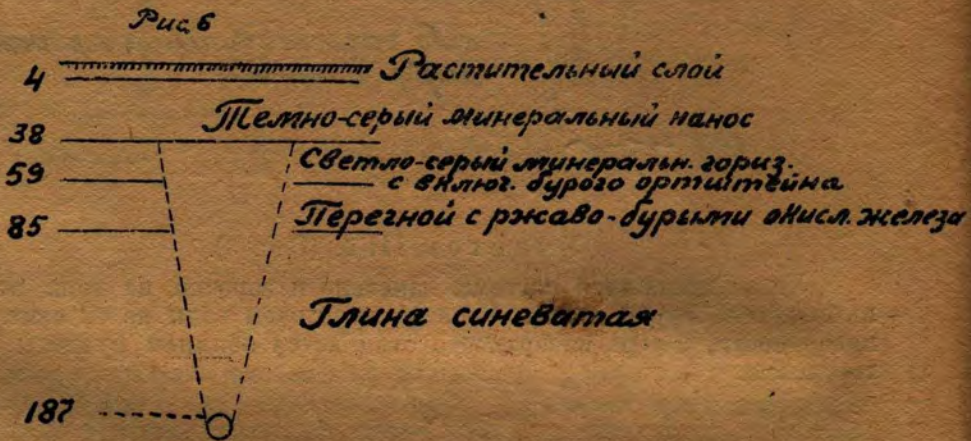 Рис. 6
4 Растительный слой
Темно-серый минеральный нанос
38
Светло-серый минеральн. гориз.
59 с включ. бурого ортштейна
85 Перегной с ржаво-бурыми окисл. железа
Глина синеватая
187